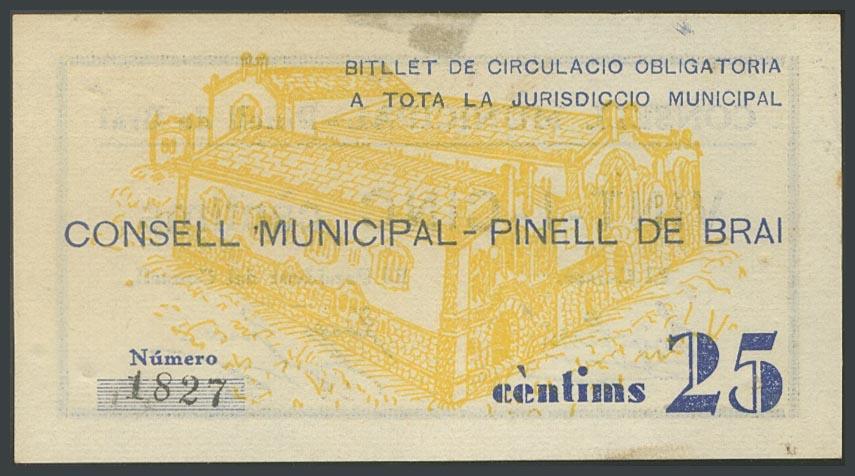 BITLLET DE CIRCULACIO OBLIGATORIA
A TOTA LA JURISDICCIO MUNICIPAL
CONSELL MUNICIPAL - PINELL DE BRAI
Número
1827
cèntims 25